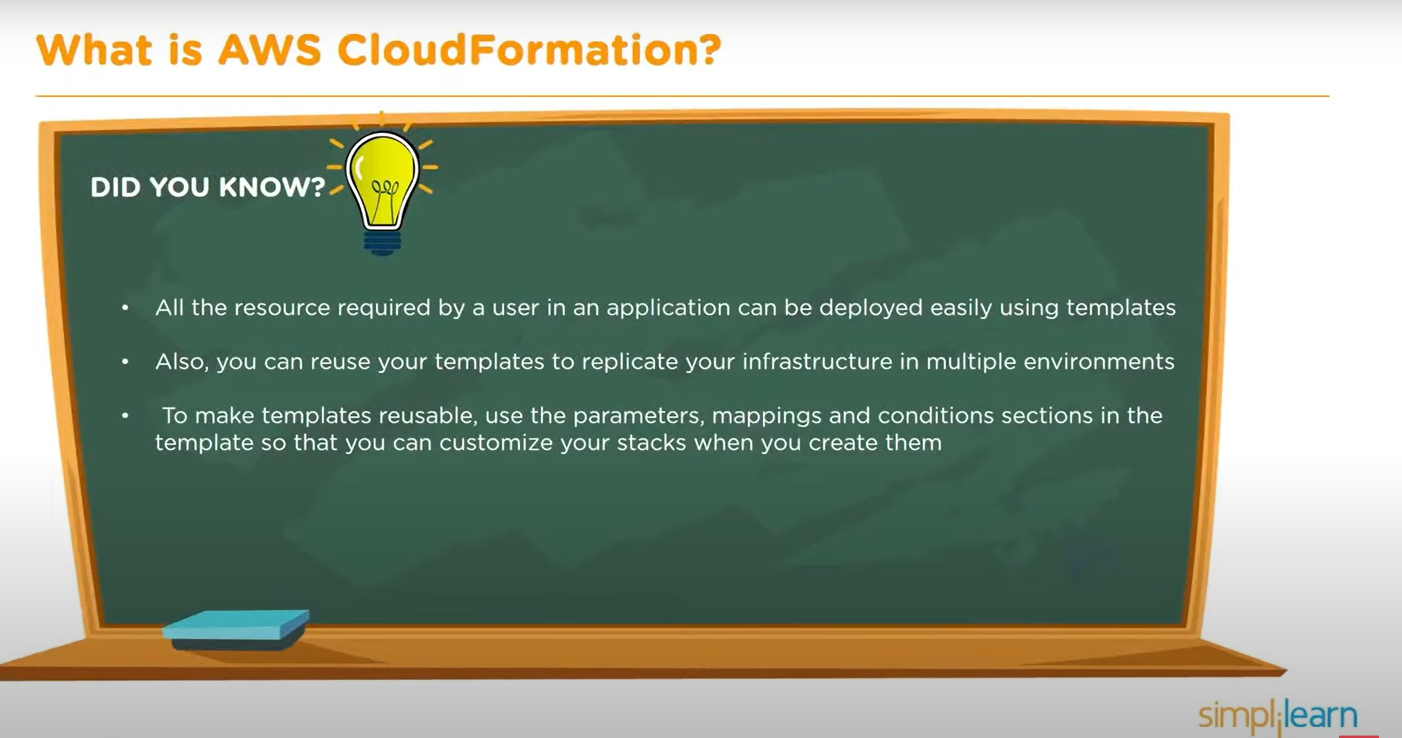 What is AWS CloudFormation?
DID YOU KNOW?
• All the resource required by a user in an application can be deployed easily using templates
• Also, you can reuse your templates to replicate your infrastructure in multiple environments
• To make templates reusable, use the parameters, mappings and conditions sections in the
template so that you can customize your stacks when you create them
simplilearn